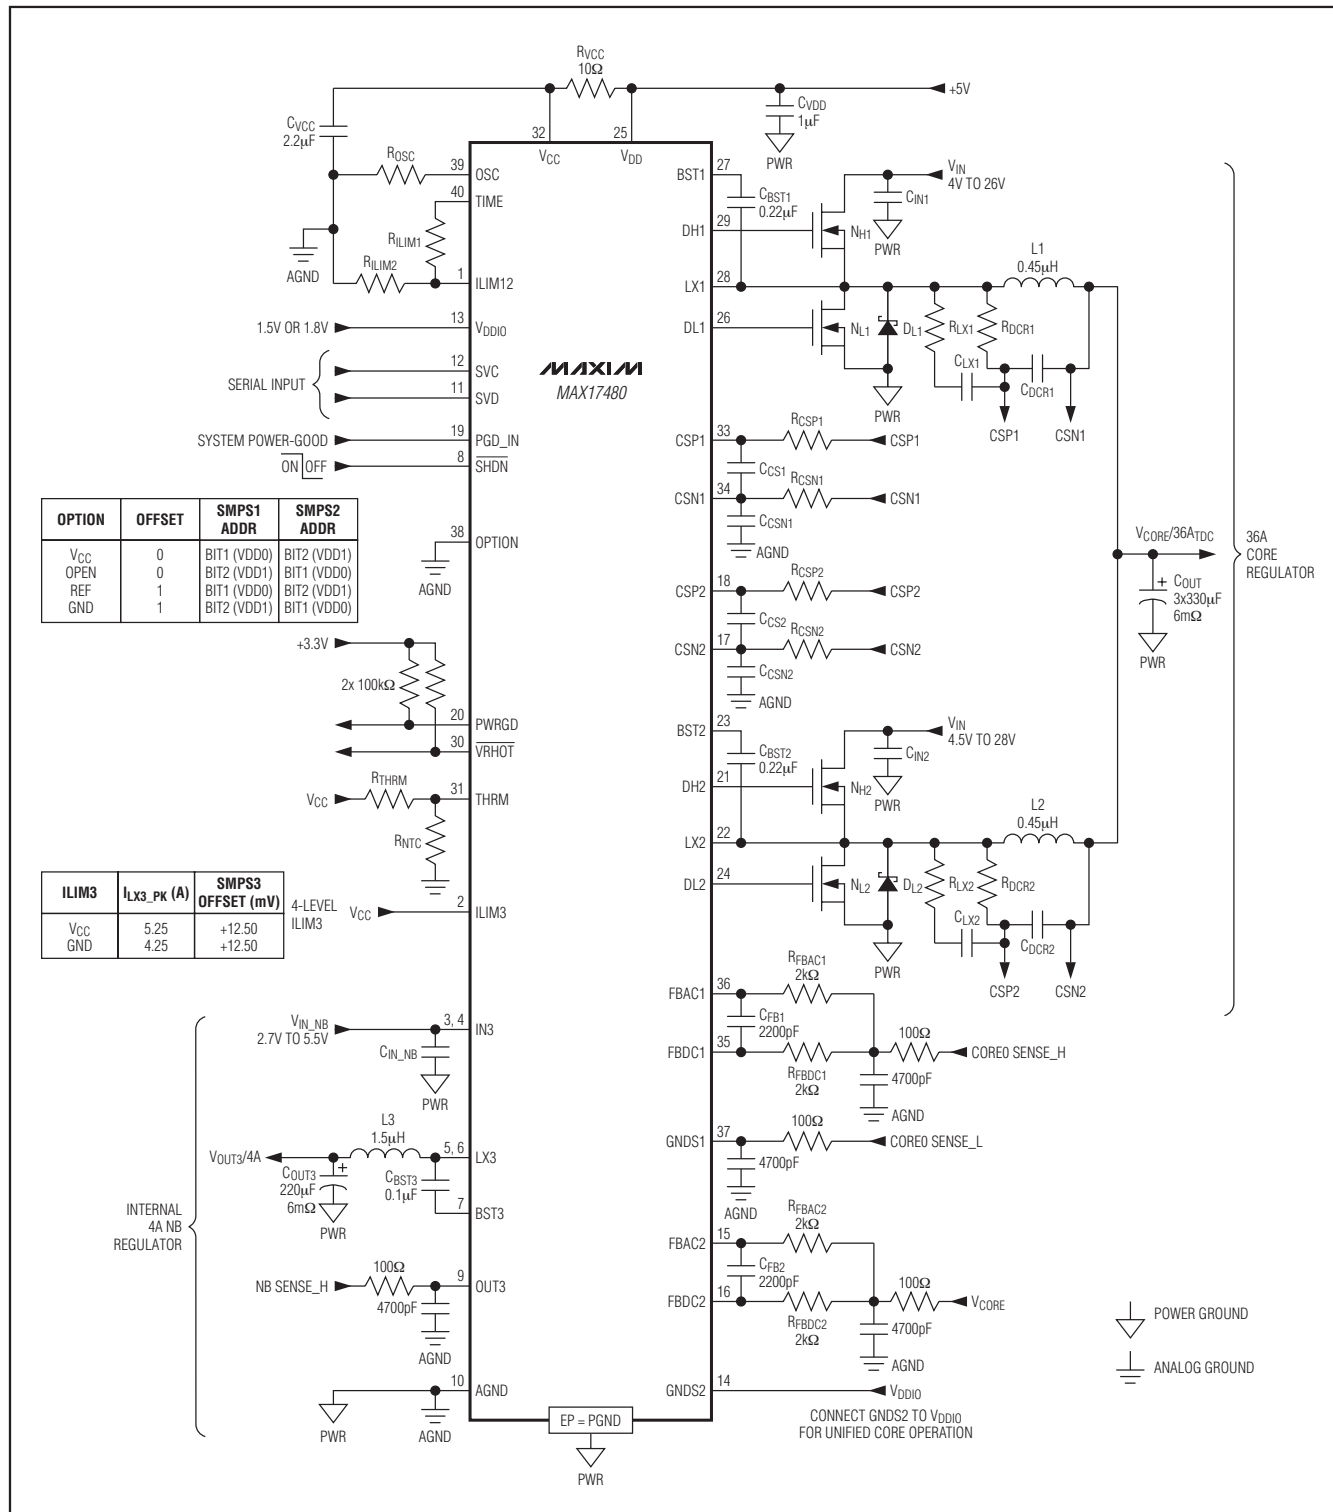 RVCC
10Ω
+5V
CVCC
2.2µF
CVDD
1µF
PWR
32
VCC
25
VDD
ROSC
39
OSC
40
TIME
RILIM1
RILIM2
AGND
1
ILIM12
1.5V OR 1.8V
13
VDDIO
SERIAL INPUT
12
SVC
11
SVD
SYSTEM POWER-GOOD
19
PGD_IN
ON OFF
8
SHDN
MAXIM
MAX17480
OPTION OFFSET SMPS1 ADDR SMPS2 ADDR
VCC 0 BIT1 (VDD0) BIT2 (VDD1)
OPEN 0 BIT2 (VDD1) BIT1 (VDD0)
REF 1 BIT1 (VDD0) BIT2 (VDD1)
GND 1 BIT2 (VDD1) BIT1 (VDD0)
38
OPTION
AGND
+3.3V
2x 100kΩ
20
PWRGD
30
VRHOT
VCC
RTHRM
31
THRM
RNTC
ILIM3 ILX3_PK (A) SMPS3 OFFSET (mV)
VCC 5.25 +12.50
GND 4.25 +12.50
4-LEVEL
ILIM3
VCC
2
ILIM3
VIN_NB
2.7V TO 5.5V
3, 4
IN3
CIN_NB
PWR
L3
1.5µH
VOUT3/4A
5, 6
LX3
COUT3
220µF
6mΩ
+
PWR
CBST3
0.1µF
7
BST3
INTERNAL
4A NB
REGULATOR
NB SENSE_H
100Ω
9
OUT3
4700pF
AGND
10
AGND
PWR
AGND
EP = PGND
PWR
BST1
27
CBST1
0.22µF
VIN
4V TO 26V
CIN1
PWR
DH1
29
NH1
LX1
28
L1
0.45µH
DL1
26
NL1
DL1
RLX1
RDCR1
CLX1
CDCR1
PWR
CSP1
CSN1
CSP1
33
RCSP1
CSP1
CCS1
CSN1
34
RCSN1
CSN1
CCSN1
AGND
CSP2
18
RCSP2
CSP2
CCS2
CSN2
17
RCSN2
CSN2
CCSN2
AGND
VCORE/36ATDC
+
COUT
3x330µF
6mΩ
PWR
36A
CORE
REGULATOR
BST2
23
CBST2
0.22µF
VIN
4.5V TO 28V
CIN2
PWR
DH2
21
NH2
LX2
22
L2
0.45µH
DL2
24
NL2
DL2
RLX2
RDCR2
CLX2
CDCR2
PWR
CSP2
CSN2
FBAC1
36
RFBAC1
2kΩ
CFB1
2200pF
FBDC1
35
RFBDC1
2kΩ
100Ω
CORE0 SENSE_H
4700pF
AGND
GNDS1
37
100Ω
CORE0 SENSE_L
4700pF
AGND
FBAC2
15
RFBAC2
2kΩ
CFB2
2200pF
FBDC2
16
RFBDC2
2kΩ
100Ω
VCORE
4700pF
AGND
GNDS2
14
VDDIO
CONNECT GNDS2 TO VDDIO
FOR UNIFIED CORE OPERATION
POWER GROUND
ANALOG GROUND